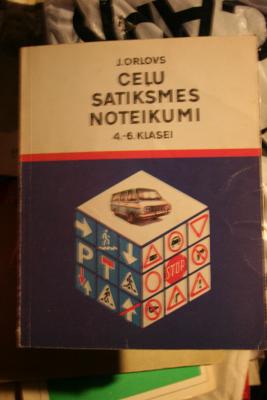 J. ORLOVS
CEĻU
SATIKSMES
NOTEIKUMI
4.–6. KLASEI
P T
STOP